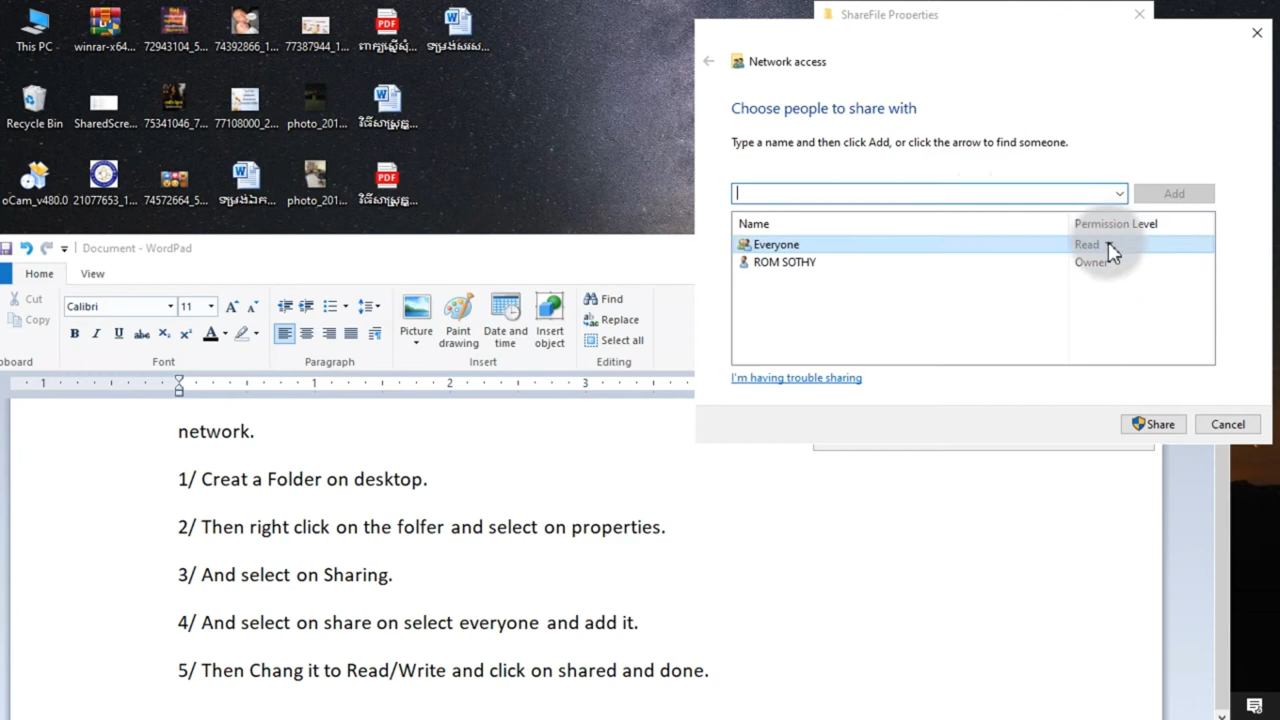 ShareFile Properties
This PC
winrar-x64...
72943104_5...
74392866_1...
77387944_1...
Recycle Bin
SharedScre...
75341046_7...
77108000_2...
photo_201...
oCam_v480.0
21077653_1...
74572664_5...
photo_201...
PDF
PDF
Network access
Choose people to share with
Type a name and then click Add, or click the arrow to find someone.
Add
Name
Permission Level
Everyone
Read
ROM SOTHY
Owner
I'm having trouble sharing
Share
Cancel
Document - WordPad
Home
View
Cut
Copy
Calibri
11
Font
Paragraph
Picture
Paint drawing
Date and time
Insert object
Insert
Find
Replace
Select all
Editing
1
1
2
3
network.
1/ Creat a Folder on desktop.
2/ Then right click on the folfer and select on properties.
3/ And select on Sharing.
4/ And select on share on select everyone and add it.
5/ Then Chang it to Read/Write and click on shared and done.